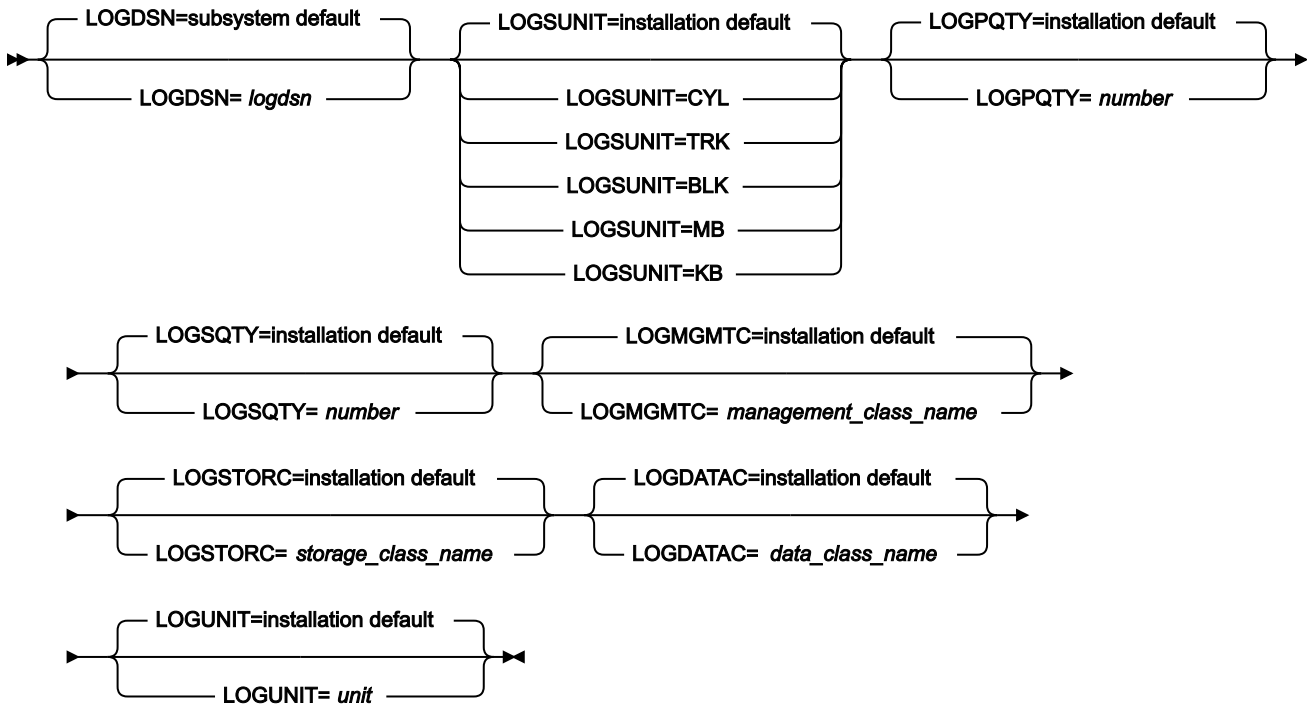 LOGDSN=subsystem default
LOGDSN= logdsn
LOGSUNIT=installation default
LOGSUNIT=CYL
LOGSUNIT=TRK
LOGSUNIT=BLK
LOGSUNIT=MB
LOGSUNIT=KB
LOGPQTY=installation default
LOGPQTY= number
LOGSQTY=installation default
LOGSQTY= number
LOGMGMTC=installation default
LOGMGMTC= management_class_name
LOGSTORC=installation default
LOGSTORC= storage_class_name
LOGDATAC=installation default
LOGDATAC= data_class_name
LOGUNIT=installation default
LOGUNIT= unit